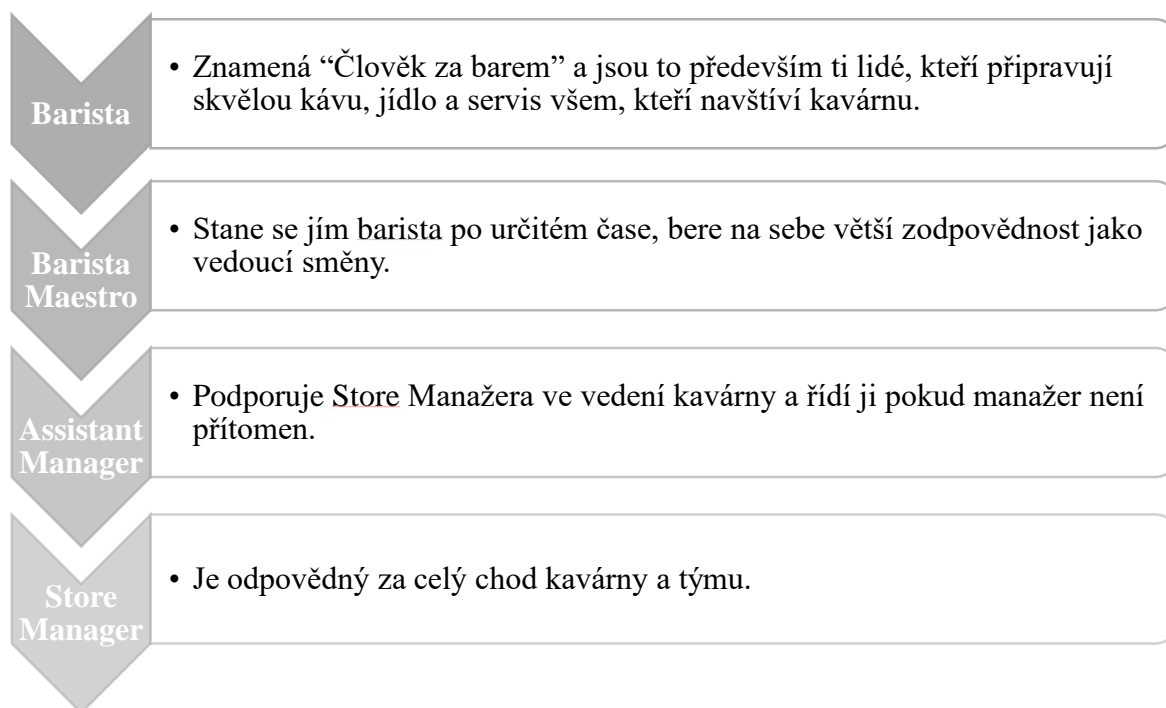 Barista
• Znamená “Člověk za barem” a jsou to především ti lidé, kteří připravují
skvělou kávu, jídlo a servis všem, kteří navštíví kavárnu.
Barista
Maestro
• Stane se jím barista po určitém čase, bere na sebe větší zodpovědnost jako
vedoucí směny.
Assistant
Manager
• Podporuje Store Manažera ve vedení kavárny a řídí ji pokud manažer není
přítomen.
Store
Manager
• Je odpovědný za celý chod kavárny a týmu.